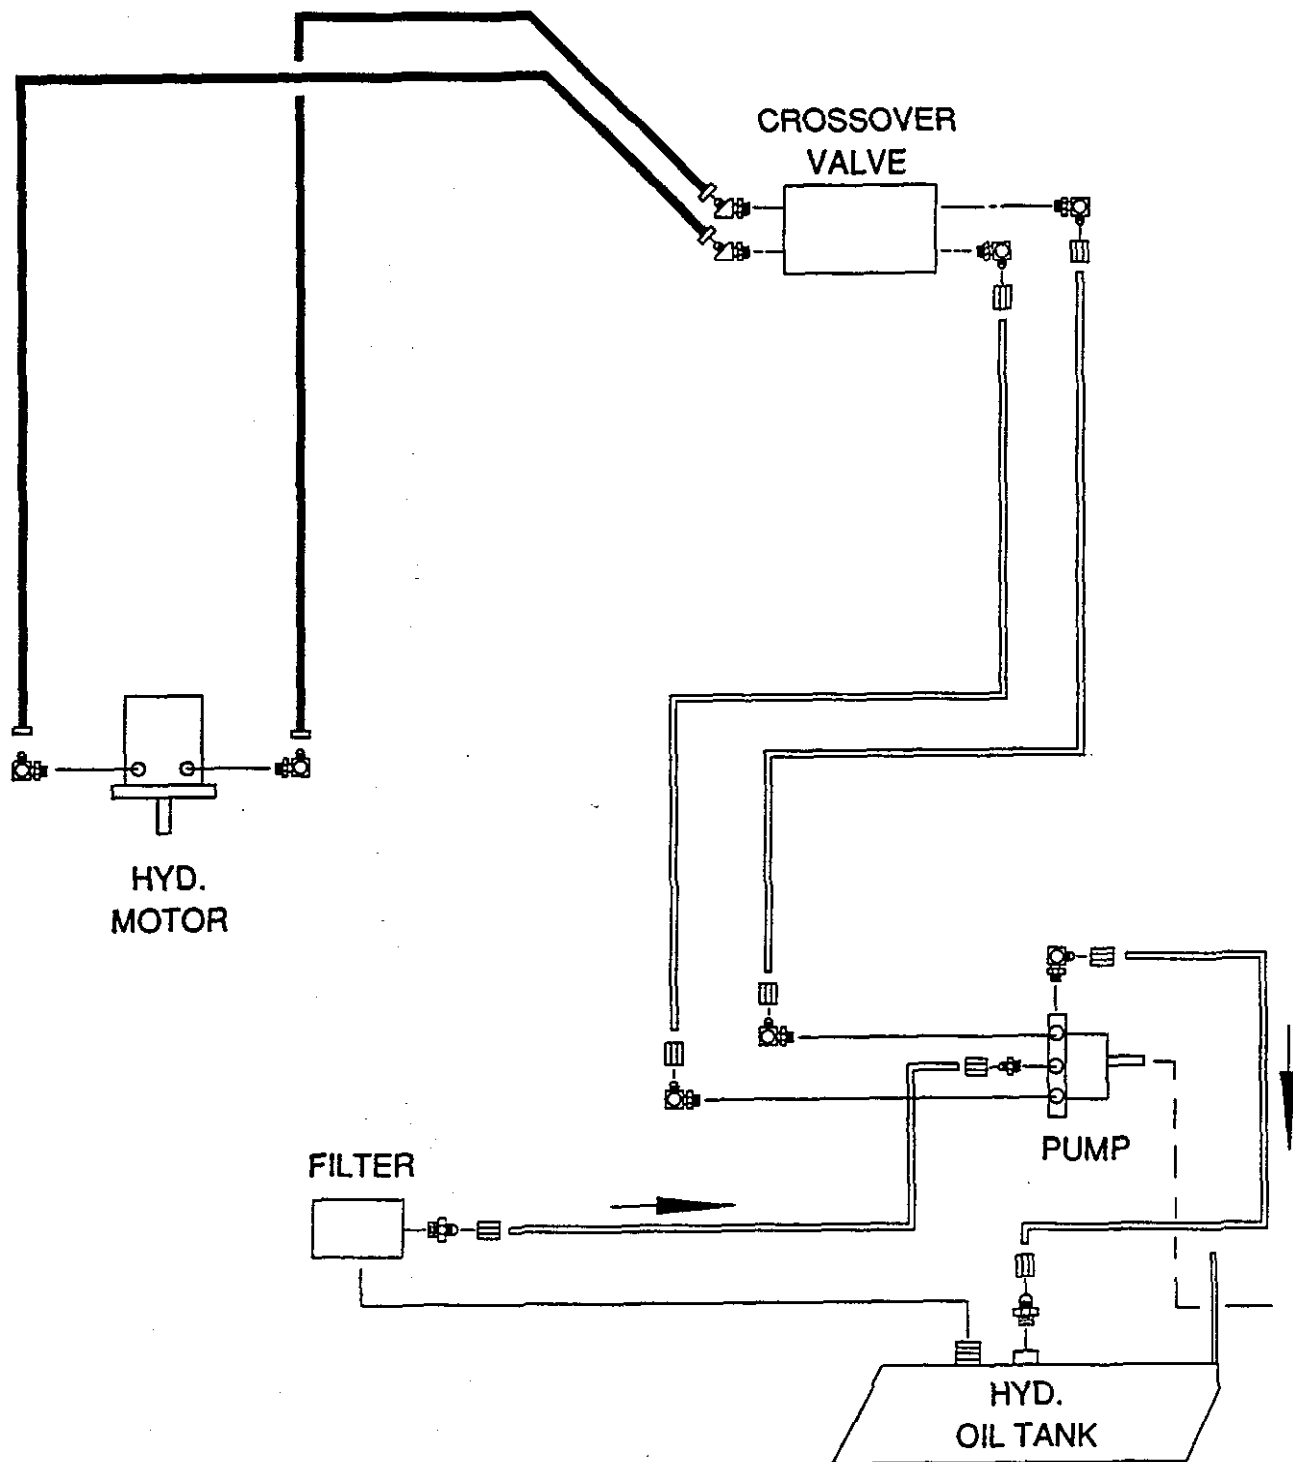 CROSSOVER
VALVE
HYD.
MOTOR
PUMP
FILTER
HYD.
OIL TANK